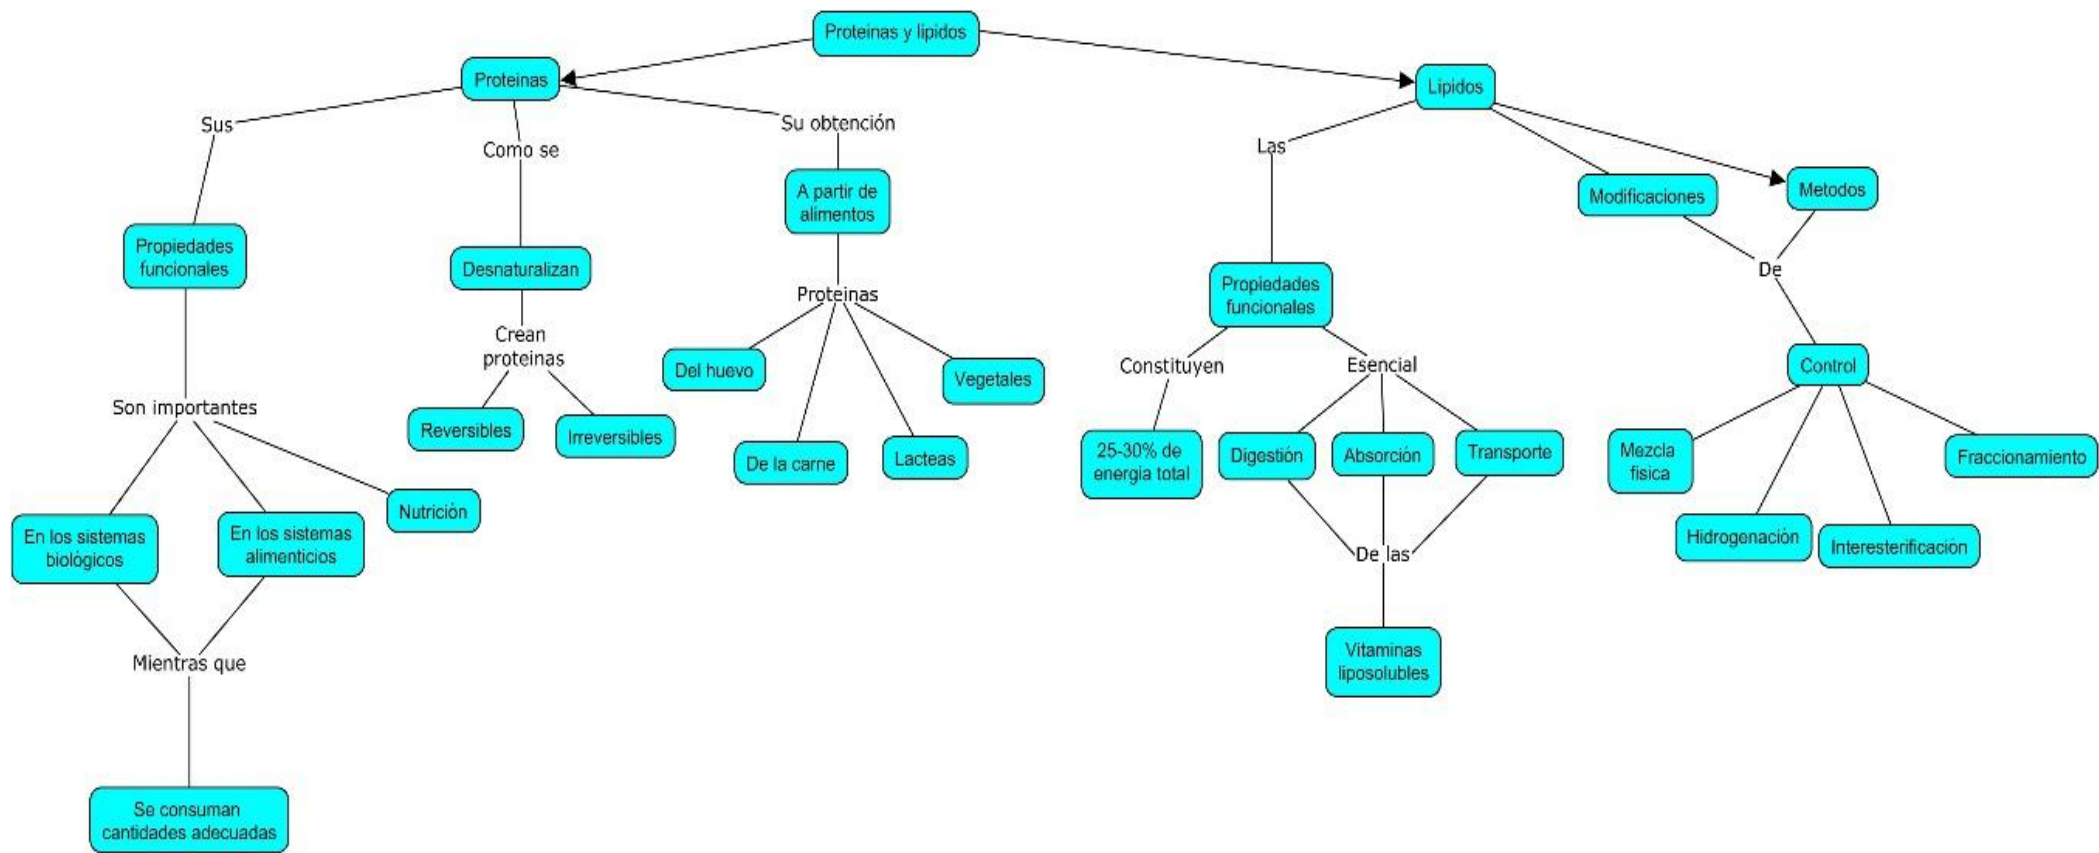 Proteinas y lipidos
Proteinas
Lipidos
Sus
Como se
Su obtención
Las
Modificaciones
Metodos
A partir de
alimentos
Propiedades
funcionales
Desnaturalizan
Propiedades
funcionales
De
Proteinas
Crean
proteinas
Del huevo
Vegetales
De la carne
Lacteas
Constituyen
Esencial
Control
Son importantes
Reversibles
Irreversibles
25-30% de
energia total
Digestión
Absorción
Transporte
Mezcla
fisica
Fraccionamiento
Hidrogenación
Interesterificación
En los sistemas
biológicos
En los sistemas
alimenticios
Nutrición
De las
Vitaminas
liposolubles
Mientras que
Se consuman
cantidades adecuadas